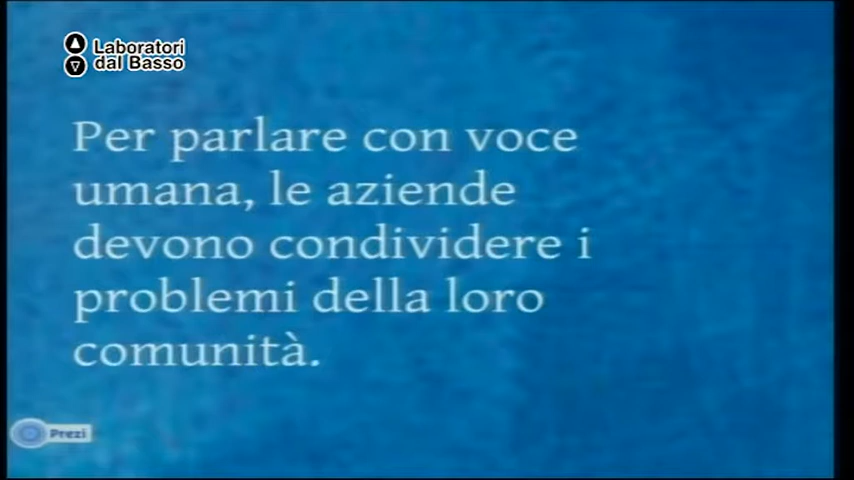 Laboratori
dal Basso
Per parlare con voce
umana, le aziende
devono condividere i
problemi della loro
comunità.
Prezi